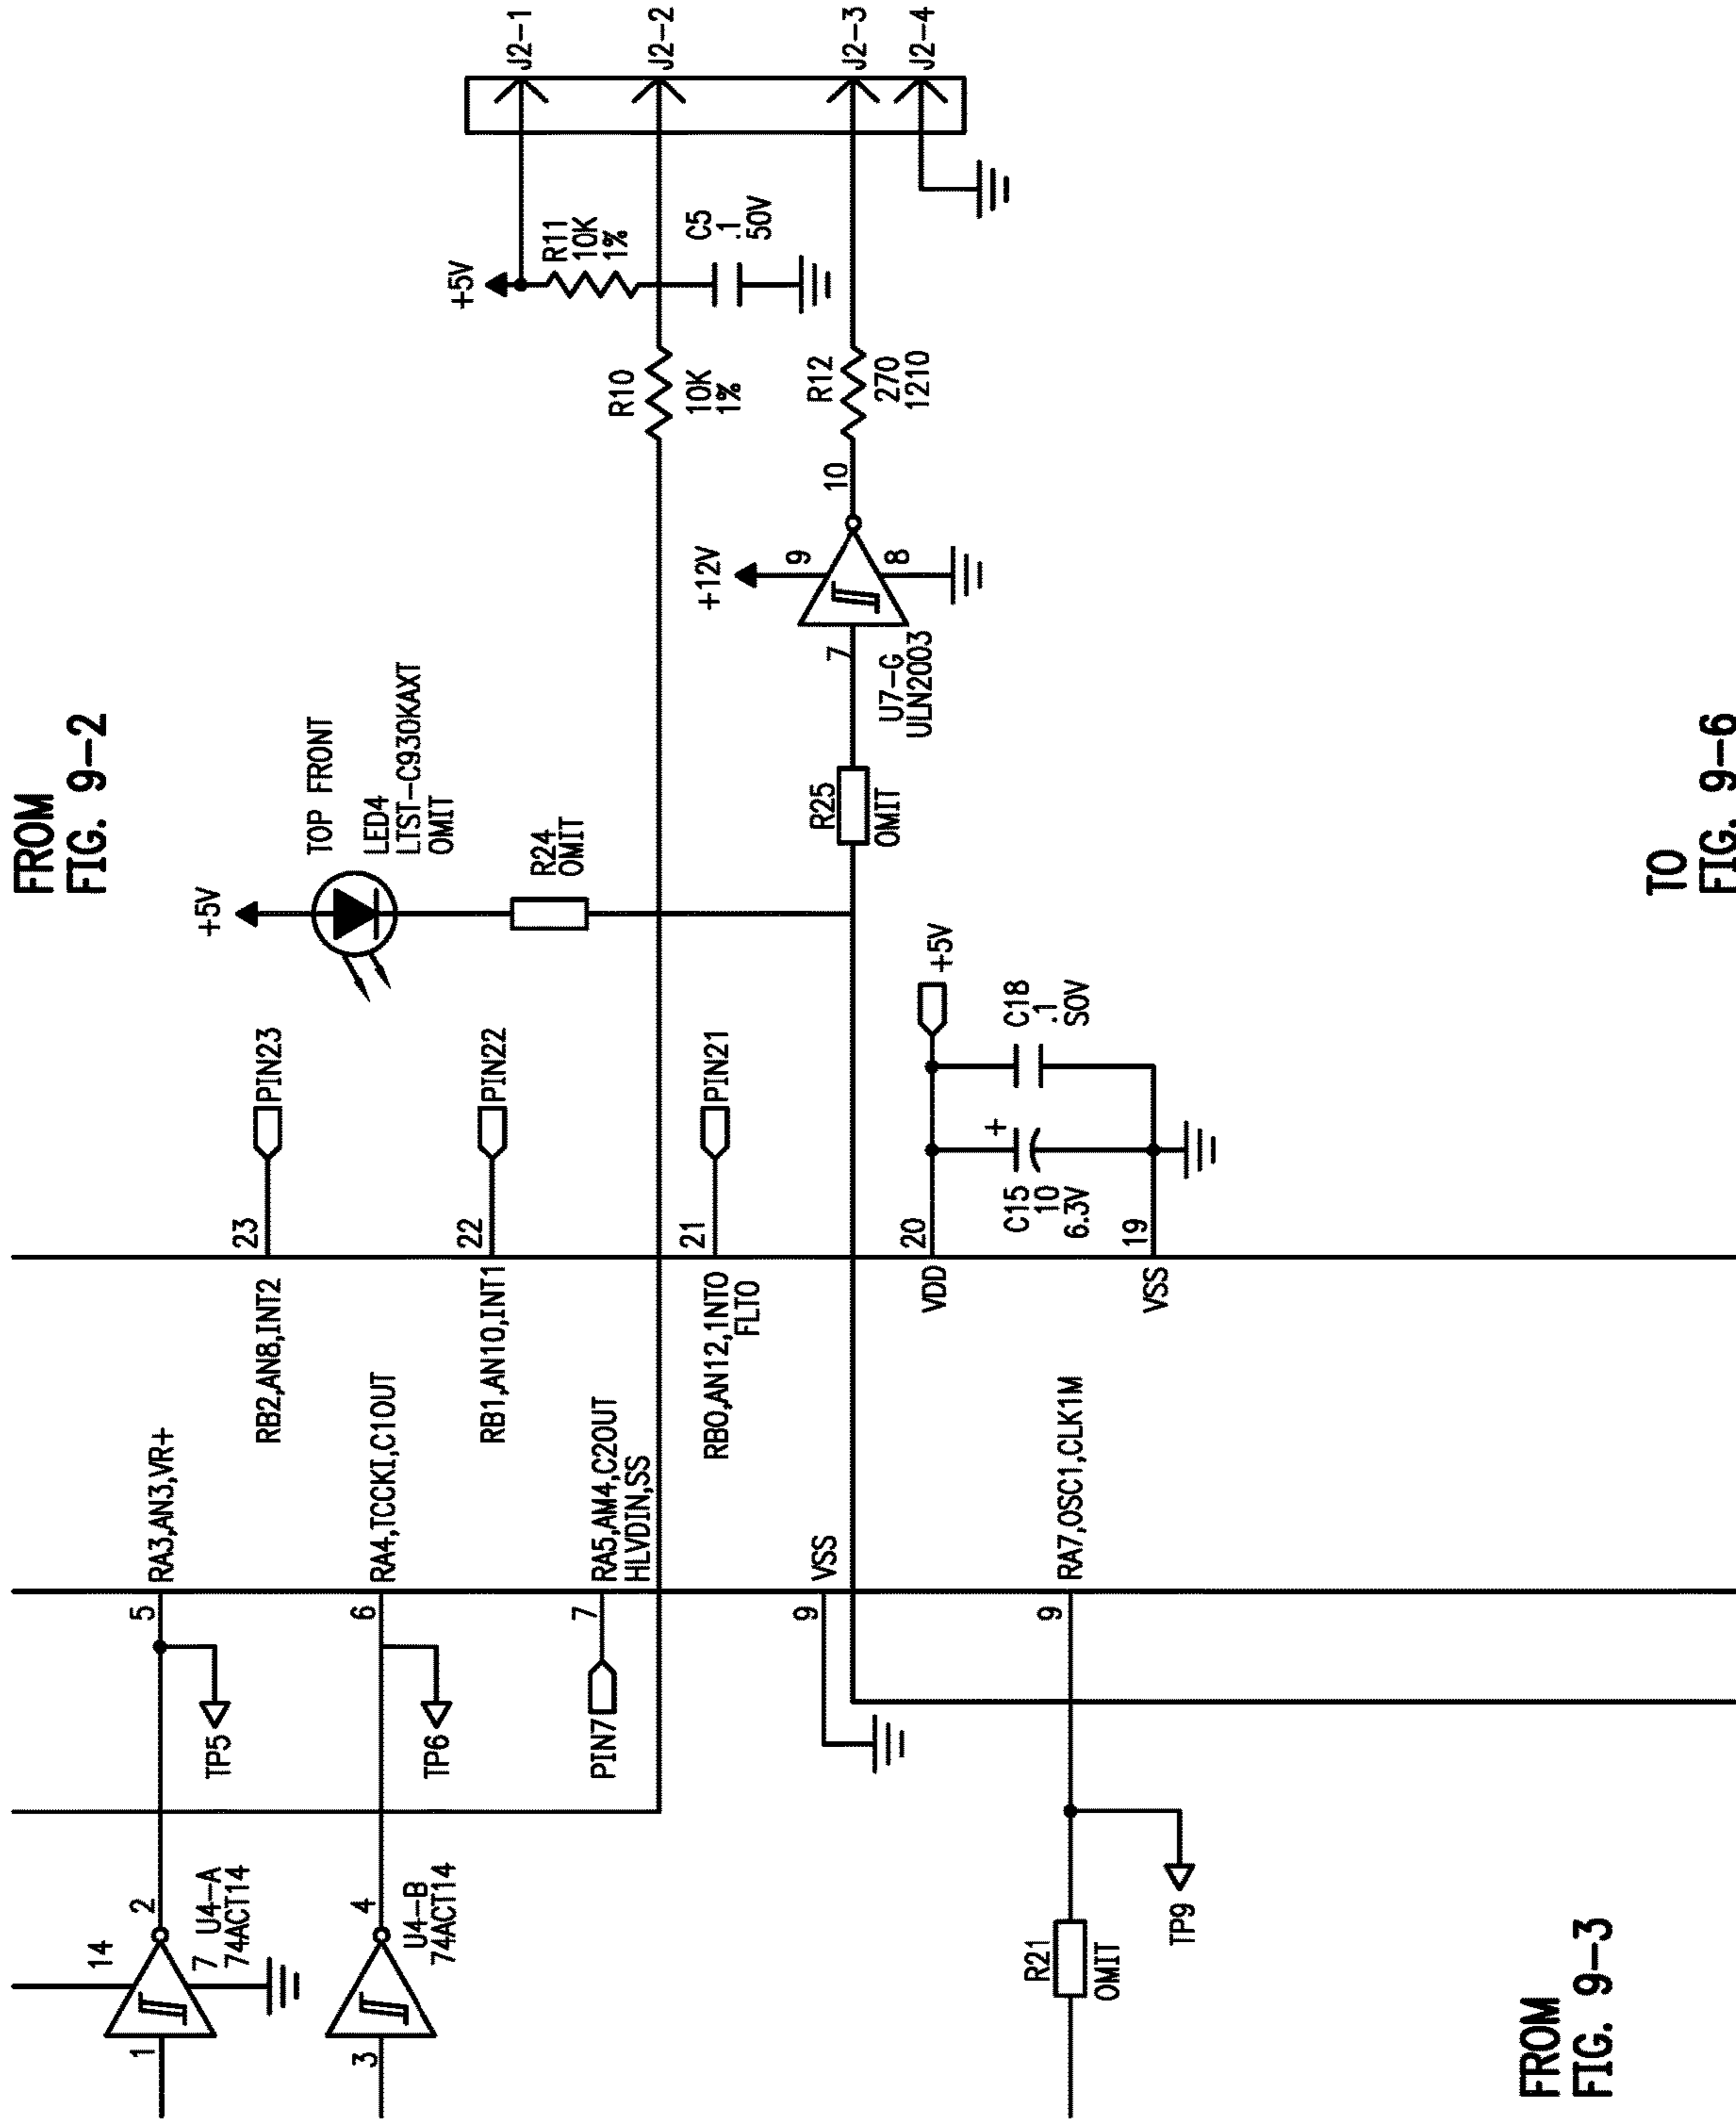 FROM
FIG. 9-2
TOP FRONT
LED4
LTST-C930KAXT
OMIT
+5V
R24
OMIT
14
1
2
7
U4-A
74ACT14
TP5
5
RA3,AN3,VR+
RB2,AN8,INT2
23
PIN23
3
4
U4-B
74ACT14
TP6
6
RA4,TCCKI,C1OUT
RB1,AN10,INT1
22
PIN22
PIN7
7
RA5,AM4,C2OUT
HLVDIN,SS
RB0,AN12,1NTO
FLTO
21
PIN21
+5V
R11
10K
1%
R10
10K
1%
C5
.1
50V
J2-1
J2-2
J2-3
J2-4
+12V
9
8
7
10
U7-G
ULN2003
R12
270
1210
R25
OMIT
9
VSS
VDD
20
+5V
C15
10
6.3V
+
C18
.1
SOV
VSS
19
R21
OMIT
TP9
9
RA7,OSC1,CLK1M
FROM
FIG. 9-3
TO
FIG. 9-6